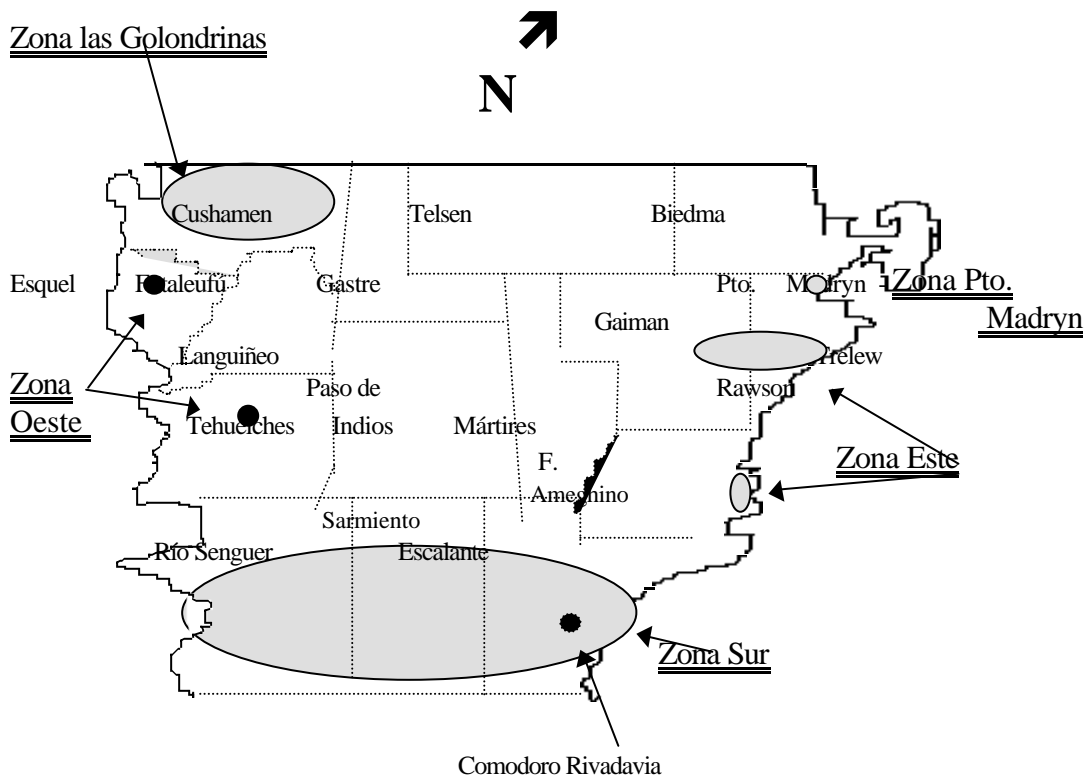 Zona las Golondrinas
N
Cushamen
Telsen
Biedma
Esquel
Futaleufú
Gastre
Pto. Madryn
Zona Pto.
Madryn
Gaiman
Languiñeo
Trelew
Zona
Oeste
Paso de
Indios
Rawson
Tehuelches
Mártires
F.
Ameghino
Zona Este
Sarmiento
Río Senguer
Escalante
Zona Sur
Comodoro Rivadavia